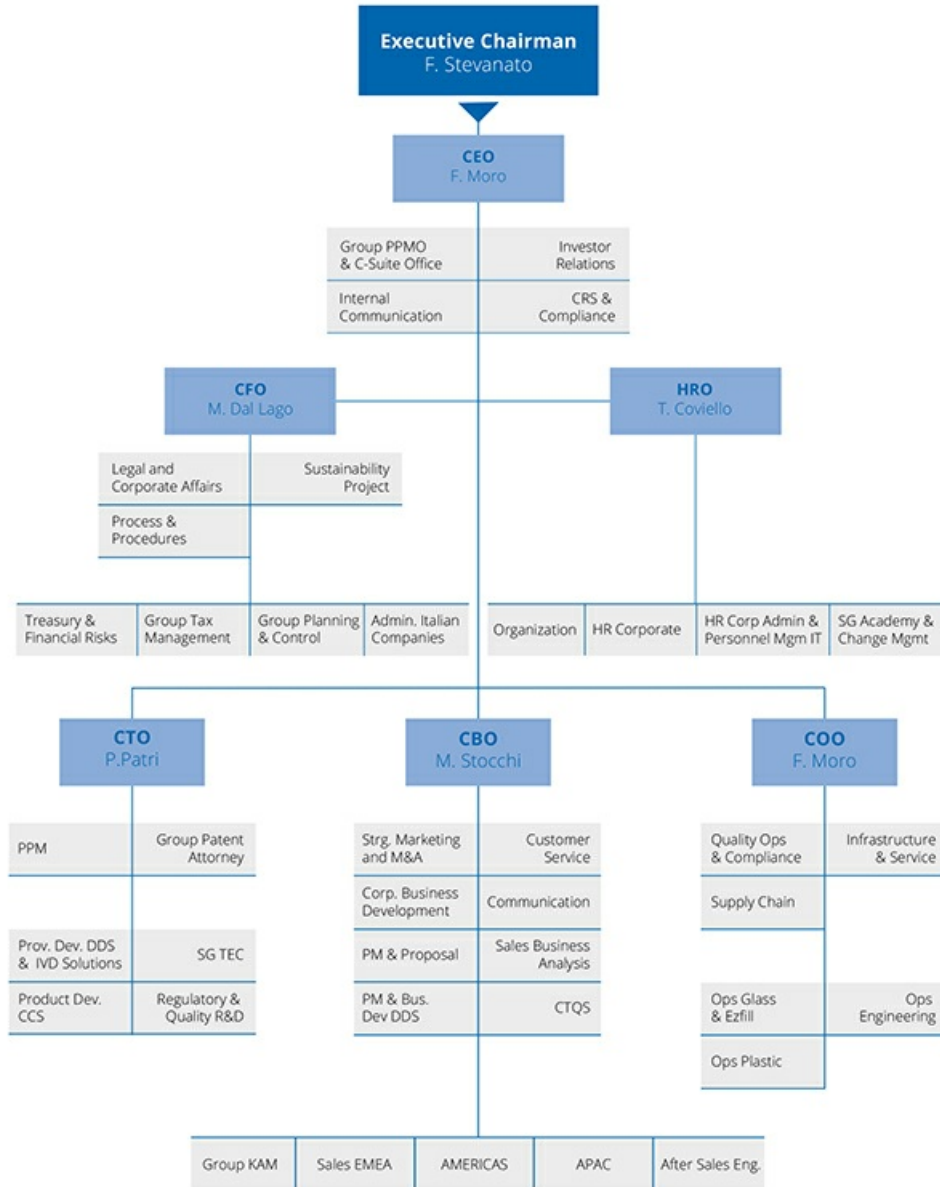 Executive Chairman
F. Stevanato
CEO
F. Moro
Group PPMO
& C-Suite Office
Investor
Relations
Internal
Communication
CRS &
Compliance
CFO
M. Dal Lago
HRO
T. Coviello
Legal and
Corporate Affairs
Sustainability
Project
Process &
Procedures
Treasury &
Financial Risks
Group Tax
Management
Group Planning
& Control
Admin. Italian
Companies
Organization
HR Corporate
HR Corp Admin &
Personnel Mgm IT
SG Academy &
Change Mgmt
CTO
P.Patri
CBO
M. Stocchi
COO
F. Moro
PPM
Group Patent
Attorney
Prov. Dev. DDS
& IVD Solutions
SG TEC
Product Dev.
CCS
Regulatory &
Quality R&D
Strg. Marketing
and M&A
Customer
Service
Corp. Business
Development
Communication
PM & Proposal
Sales Business
Analysis
PM & Bus.
Dev DDS
CTQS
Quality Ops
& Compliance
Infrastructure
& Service
Supply Chain
Ops Glass
& Ezfill
Ops
Engineering
Ops Plastic
Group KAM
Sales EMEA
AMERICAS
APAC
After Sales Eng.